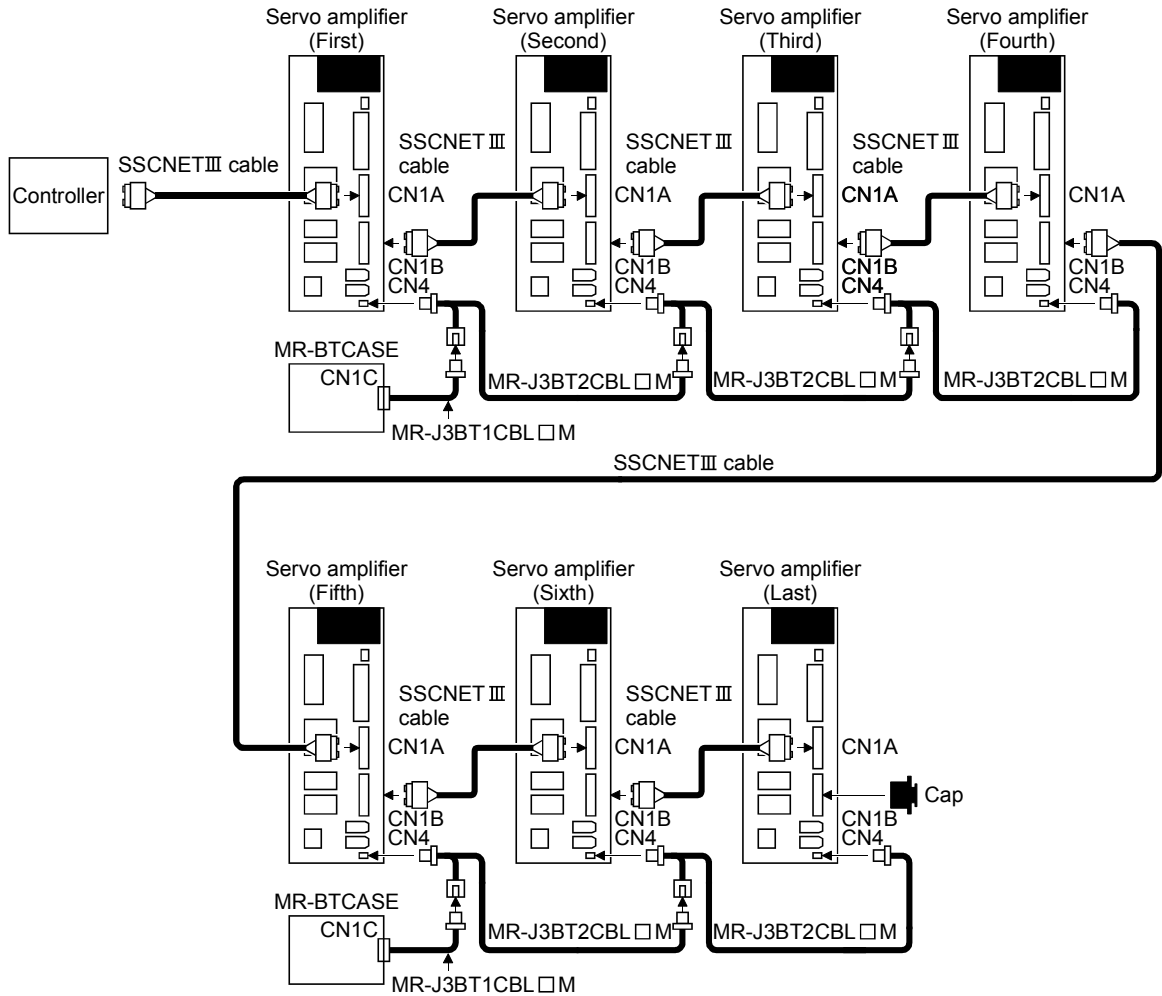 Servo amplifier
(First)
Servo amplifier
(Second)
Servo amplifier
(Third)
Servo amplifier
(Fourth)
Controller
SSCNETⅢ cable
SSCNETⅢ
cable
SSCNETⅢ
cable
SSCNETⅢ
cable
CN1A
CN1A
CN1A
CN1A
CN1B
CN4
CN1B
CN4
CN1B
CN4
CN1B
CN4
MR-BTCASE
CN1C
MR-J3BT2CBL□M
MR-J3BT2CBL□M
MR-J3BT2CBL□M
MR-J3BT1CBL□M
SSCNETⅢ cable
Servo amplifier
(Fifth)
Servo amplifier
(Sixth)
Servo amplifier
(Last)
SSCNETⅢ
cable
SSCNETⅢ
cable
CN1A
CN1A
CN1A
Cap
CN1B
CN4
CN1B
CN4
CN1B
CN4
MR-BTCASE
CN1C
MR-J3BT2CBL□M
MR-J3BT2CBL□M
MR-J3BT1CBL□M